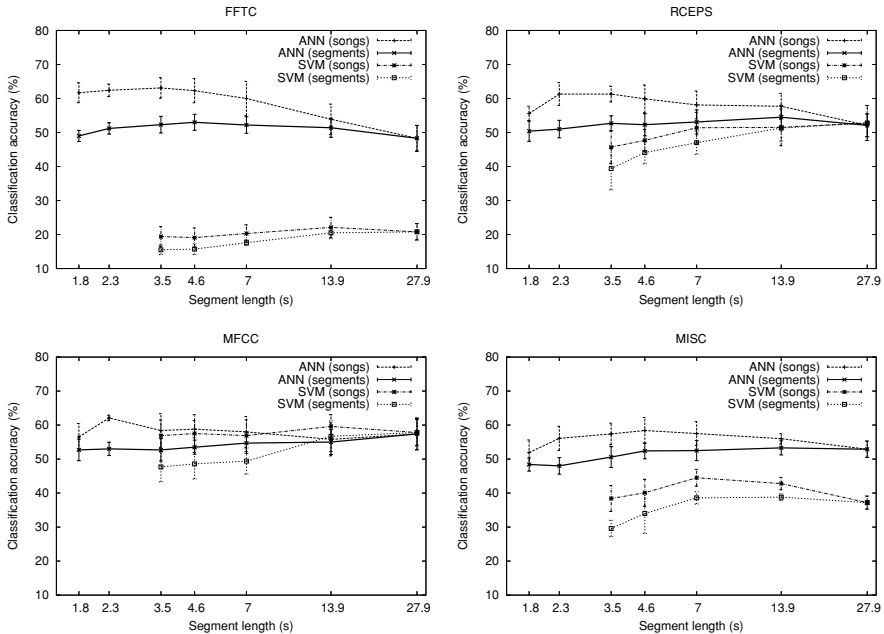 FFTC
Classification accuracy (%)
80
70
60
50
40
30
20
10
ANN (songs)
ANN (segments)
SVM (songs)
SVM (segments)
1.8 2.3 3.5 4.6 7 13.9 27.9
Segment length (s)
RCEPS
Classification accuracy (%)
80
70
60
50
40
30
20
10
ANN (songs)
ANN (segments)
SVM (songs)
SVM (segments)
1.8 2.3 3.5 4.6 7 13.9 27.9
Segment length (s)
MFCC
Classification accuracy (%)
80
70
60
50
40
30
20
10
ANN (songs)
ANN (segments)
SVM (songs)
SVM (segments)
1.8 2.3 3.5 4.6 7 13.9 27.9
Segment length (s)
MISC
Classification accuracy (%)
80
70
60
50
40
30
20
10
ANN (songs)
ANN (segments)
SVM (songs)
SVM (segments)
1.8 2.3 3.5 4.6 7 13.9 27.9
Segment length (s)